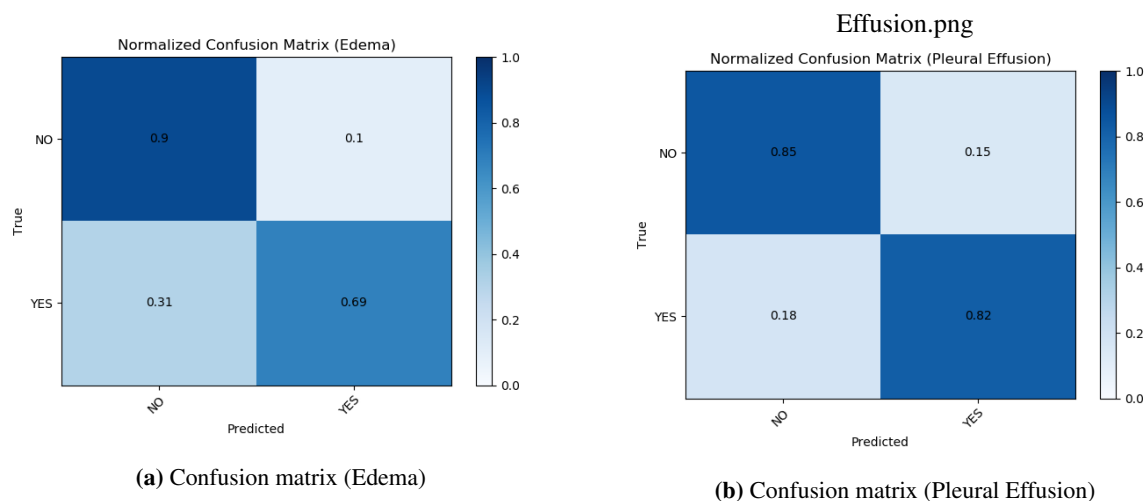 Normalized Confusion Matrix (Edema)
1.0
0.8
0.6
0.4
0.2
0.0
NO
0.9
0.1
True
YES
0.31
0.69
NO
YES
Predicted
(a) Confusion matrix (Edema)
Effusion.png
Normalized Confusion Matrix (Pleural Effusion)
1.0
0.8
0.6
0.4
0.2
0.0
NO
0.85
0.15
True
YES
0.18
0.82
NO
YES
Predicted
(b) Confusion matrix (Pleural Effusion)